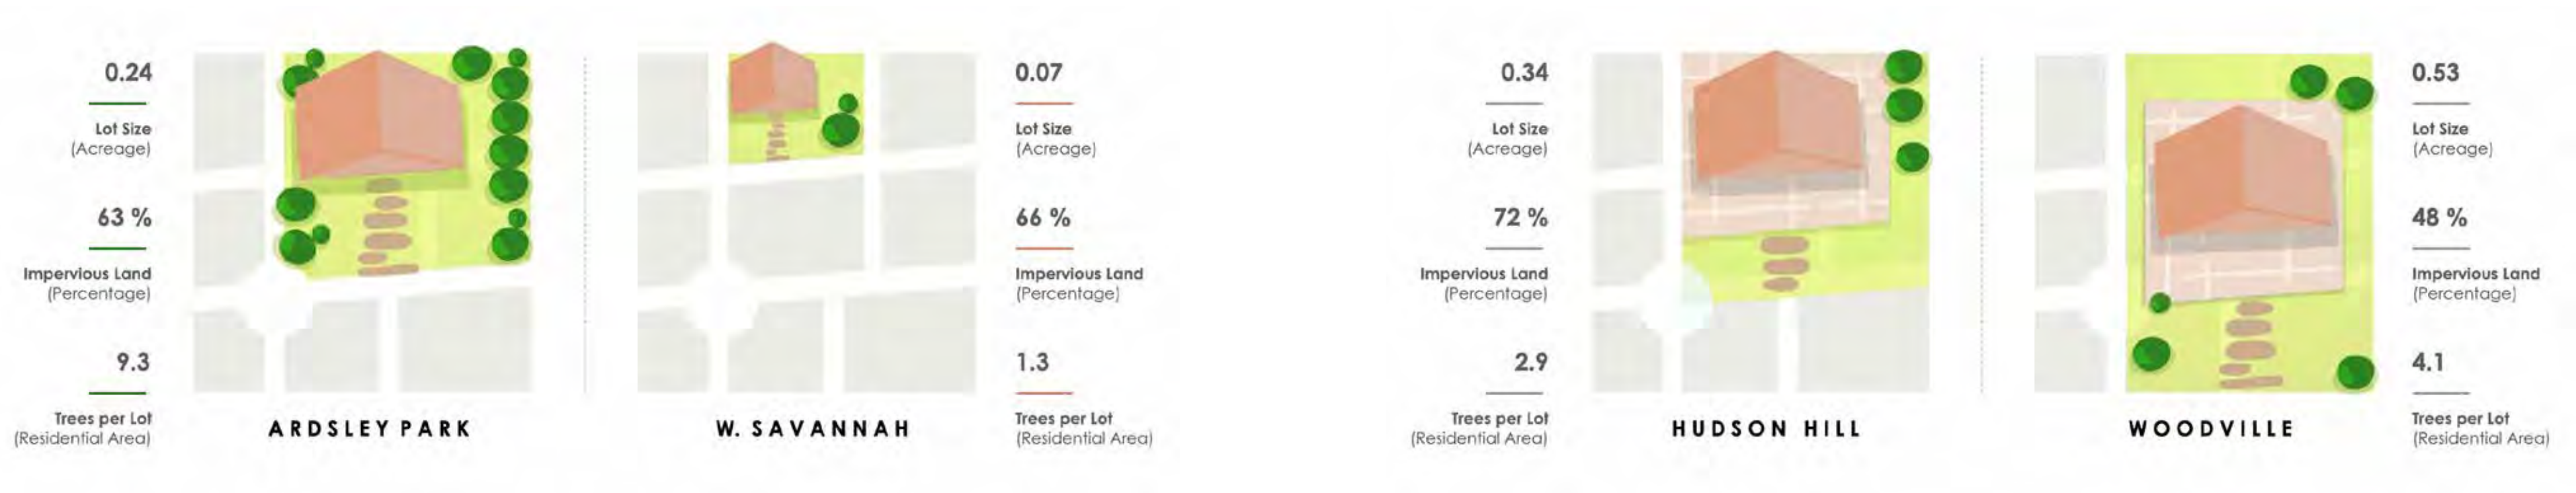 0.24
Lot Size
(Acreage)
63 %
Impervious Land
(Percentage)
9.3
Trees per Lot
(Residential Area)
ARDSLEY PARK
0.07
Lot Size
(Acreage)
66 %
Impervious Land
(Percentage)
1.3
Trees per Lot
(Residential Area)
W. SAVANNAH
0.34
Lot Size
(Acreage)
72 %
Impervious Land
(Percentage)
2.9
Trees per Lot
(Residential Area)
HUDSON HILL
0.53
Lot Size
(Acreage)
48 %
Impervious Land
(Percentage)
4.1
Trees per Lot
(Residential Area)
WOODVILLE